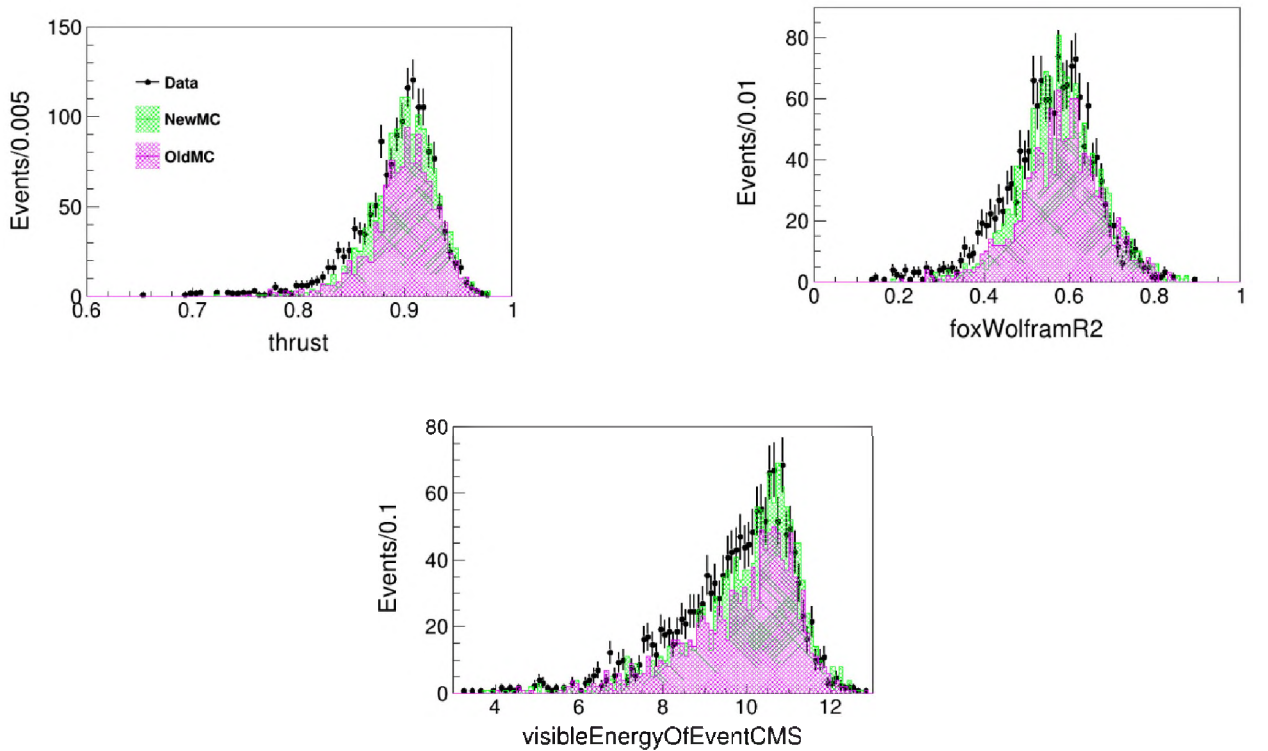 150
100
50
0
Events/0.005
Data
NewMC
OldMC
0.6 0.7 0.8 0.9 1
thrust
80
60
40
20
0
Events/0.01
0 0.2 0.4 0.6 0.8 1
foxWolframR2
80
60
40
20
0
Events/0.1
4 6 8 10 12
visibleEnergyOfEventCMS